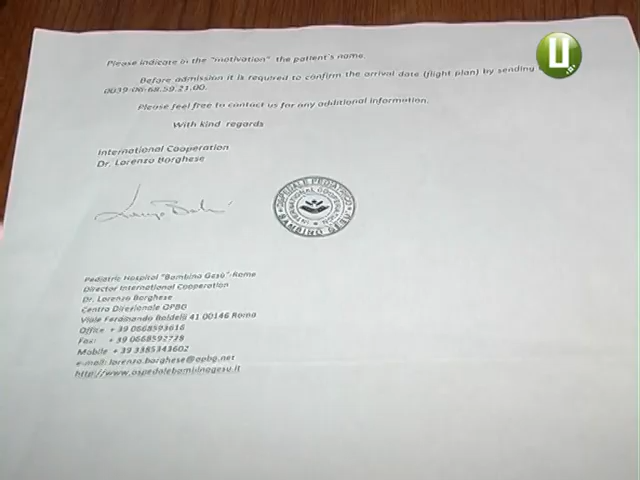 Please indicate in the "motivation" the patient's name.
Before admission it is required to confirm the arrival date (flight plan) by sending
0039-06-68.59.21.00.
Please feel free to contact us for any additional information.
With kind regards
International Cooperation
Dr. Lorenzo Borghese
OSPEDALE PEDIATRICO
INTERNATIONAL COOPERATION
BAMBINO GESÙ
Pediatric Hospital "Bambino Gesù"-Rome
Director International Cooperation
Dr. Lorenzo Borghese
Centro Direzionale OPBG
Viale Ferdinando Baldelli 41 00146 Roma
Office + 39 0668593616
Fax: + 39 0668592778
Mobile + 39 3385343602
e-mail: lorenzo.borghese@opbg.net
http://www.ospedalebambinogesu.it